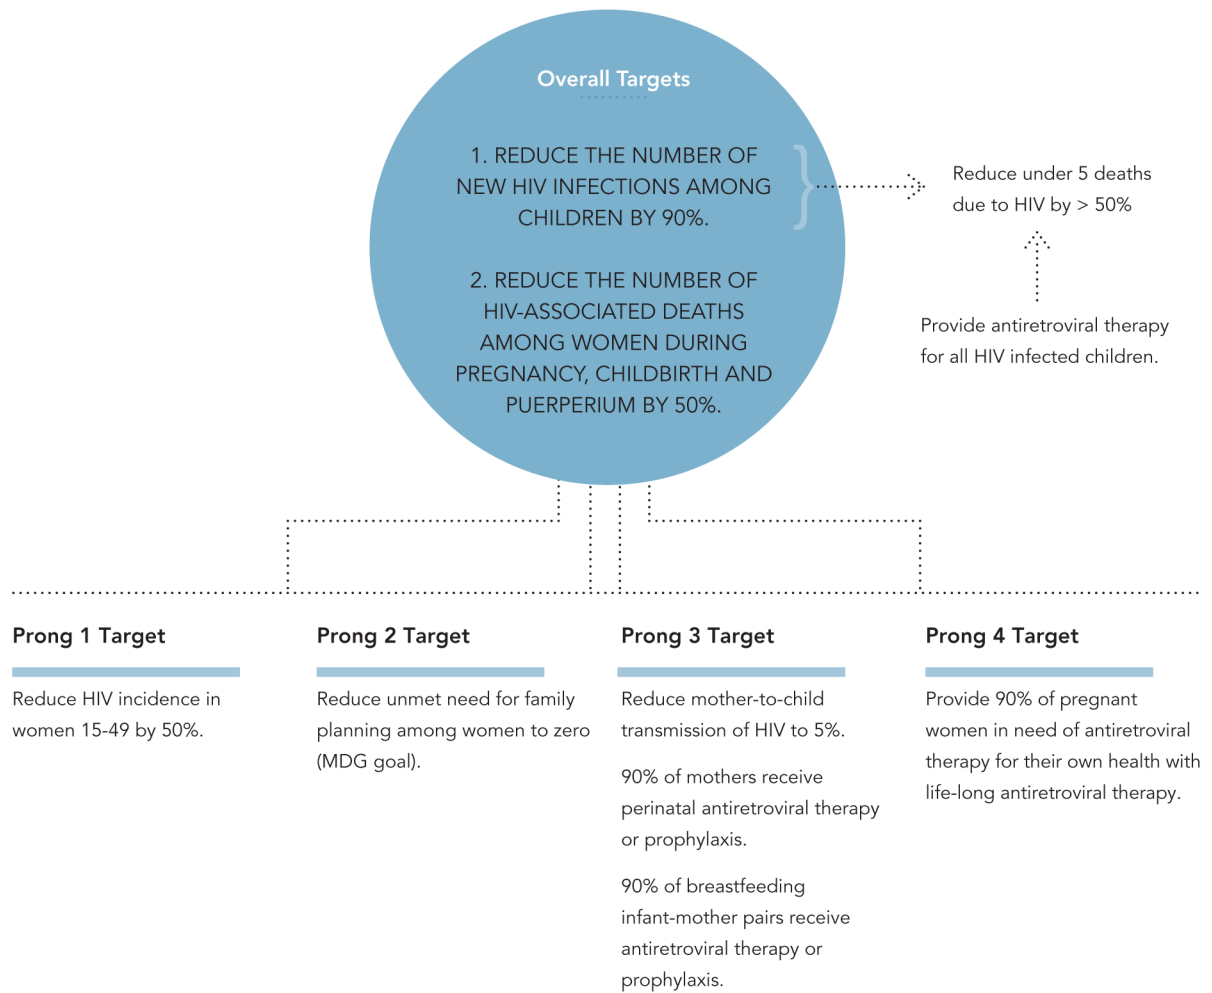 Overall Targets
1. REDUCE THE NUMBER OF
NEW HIV INFECTIONS AMONG
CHILDREN BY 90%.
2. REDUCE THE NUMBER OF
HIV-ASSOCIATED DEATHS
AMONG WOMEN DURING
PREGNANCY, CHILDBIRTH AND
PUERPERIUM BY 50%.
Reduce under 5 deaths
due to HIV by > 50%
Provide antiretroviral therapy
for all HIV infected children.
Prong 1 Target
Reduce HIV incidence in
women 15-49 by 50%.
Prong 2 Target
Reduce unmet need for family
planning among women to zero
(MDG goal).
Prong 3 Target
Reduce mother-to-child
transmission of HIV to 5%.
90% of mothers receive
perinatal antiretroviral therapy
or prophylaxis.
90% of breastfeeding
infant-mother pairs receive
antiretroviral therapy or
prophylaxis.
Prong 4 Target
Provide 90% of pregnant
women in need of antiretroviral
therapy for their own health with
life-long antiretroviral therapy.